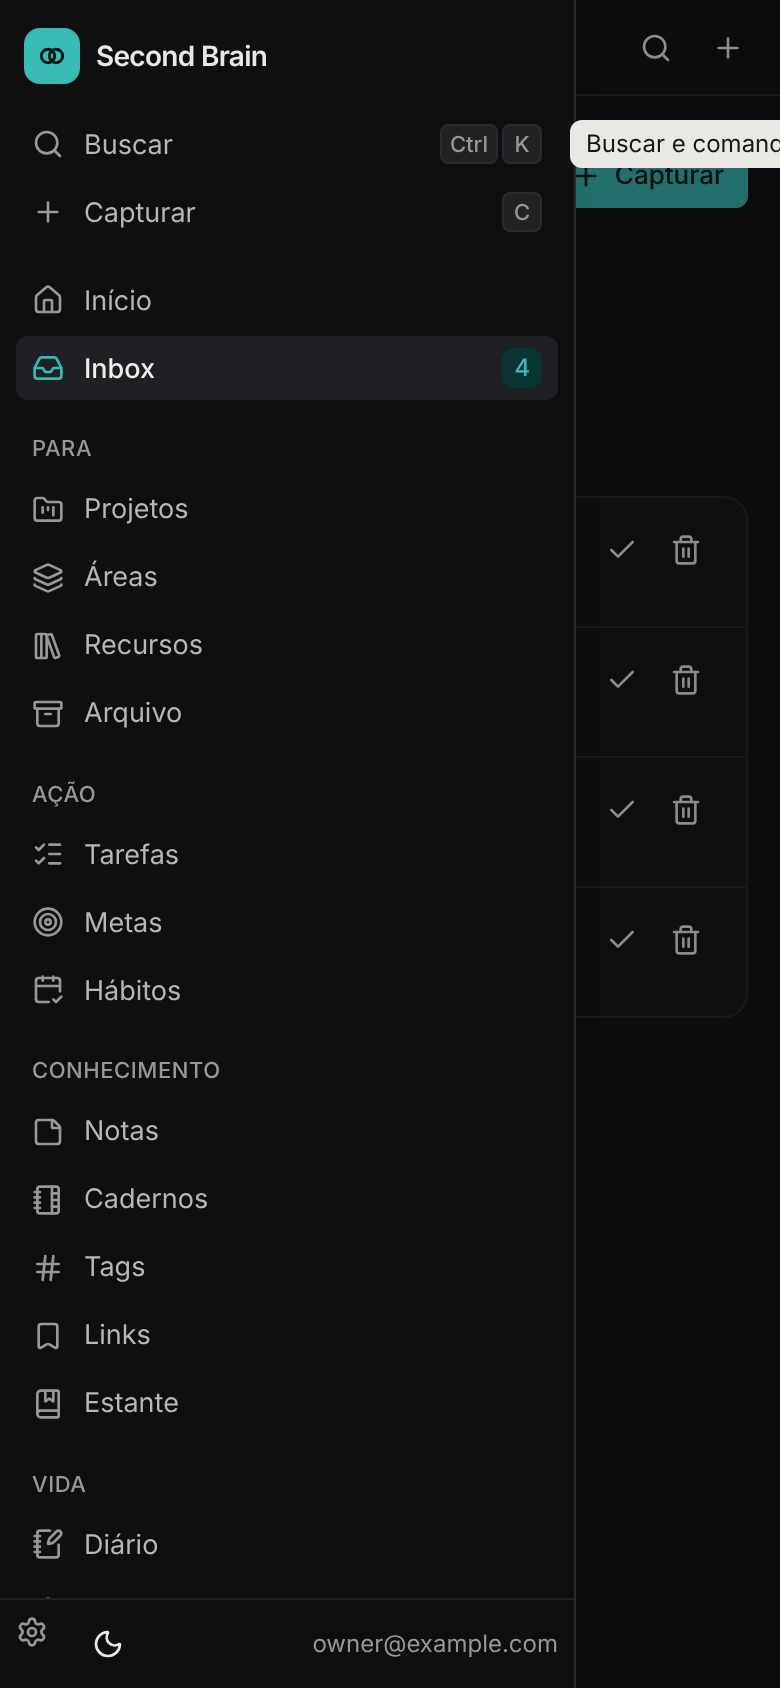 Second Brain
Buscar Ctrl K
Buscar e comand
Capturar C
Capturar
Início
Inbox 4
PARA
Projetos
Áreas
Recursos
Arquivo
AÇÃO
Tarefas
Metas
Hábitos
CONHECIMENTO
Notas
Cadernos
Tags
Links
Estante
VIDA
Diário
owner@example.com